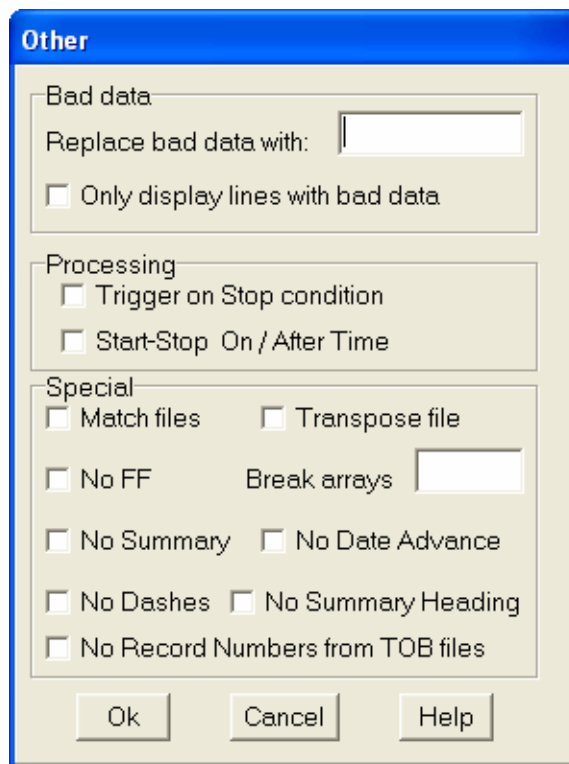 Other
Bad data
Replace bad data with:
Only display lines with bad data
Processing
Trigger on Stop condition
Start-Stop On / After Time
Special
Match files Transpose file
No FF Break arrays
No Summary No Date Advance
No Dashes No Summary Heading
No Record Numbers from TOB files
Ok Cancel Help